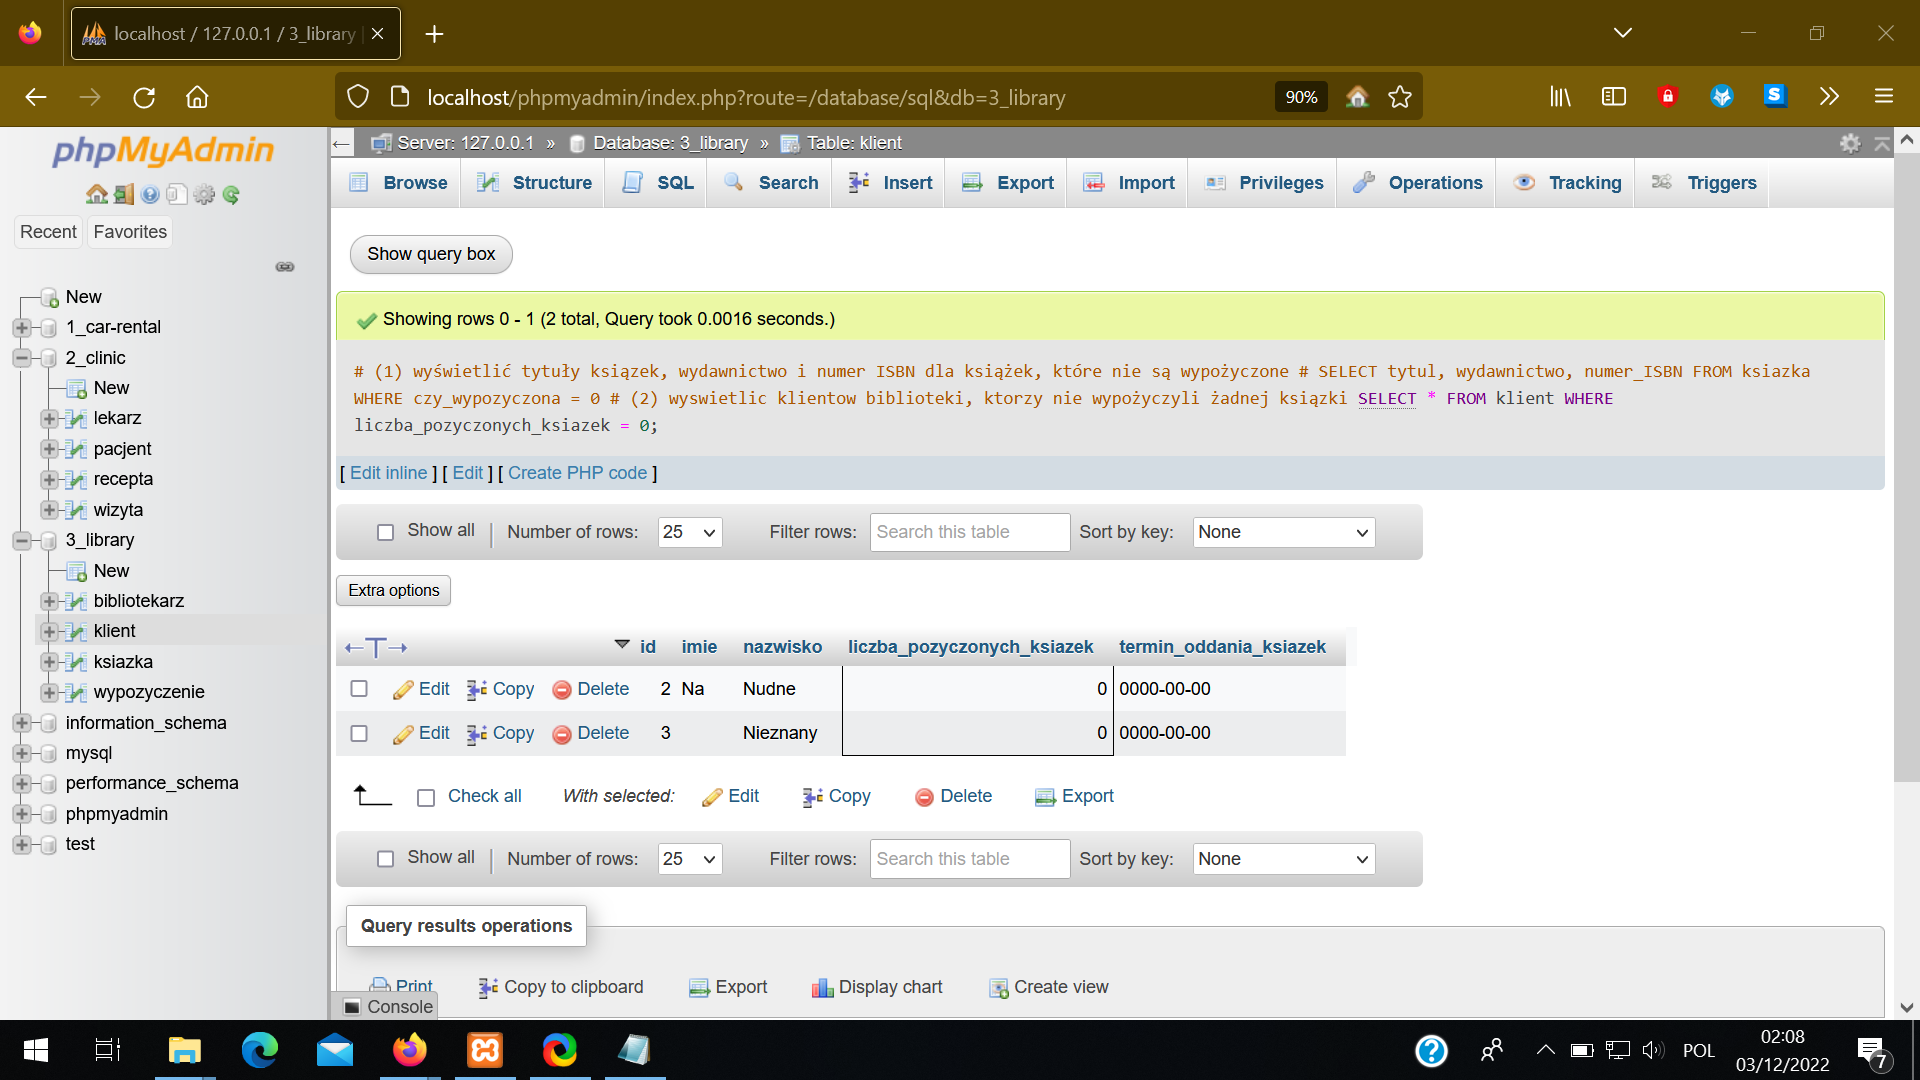 localhost / 127.0.0.1 / 3_library
localhost/phpmyadmin/index.php?route=/database/sql&db=3_library
90%
phpMyAdmin
Recent
Favorites
New
1_car-rental
2_clinic
New
lekarz
pacjent
recepta
wizyta
3_library
New
bibliotekarz
klient
ksiazka
wypozyczenie
information_schema
mysql
performance_schema
phpmyadmin
test
Server: 127.0.0.1 » Database: 3_library » Table: klient
Browse Structure SQL Search Insert Export Import Privileges Operations Tracking Triggers
Show query box
Showing rows 0 - 1 (2 total, Query took 0.0016 seconds.)
# (1) wyświetlić tytuły ksiązek, wydawnictwo i numer ISBN dla książek, które nie są wypożyczone # SELECT tytul, wydawnictwo, numer_ISBN FROM ksiazka
WHERE czy_wypozyczona = 0 # (2) wyswietlic klientow biblioteki, ktorzy nie wypożyczyli żadnej ksiązki SELECT * FROM klient WHERE
liczba_pozyczonych_ksiazek = 0;
[ Edit inline ] [ Edit ] [ Create PHP code ]
Show all | Number of rows: 25 Filter rows: Search this table Sort by key: None
Extra options
←T→ id imie nazwisko liczba_pozyczonych_ksiazek termin_oddania_ksiazek
Edit Copy Delete 2 Na Nudne 0 0000-00-00
Edit Copy Delete 3 Nieznany 0 0000-00-00
Check all With selected: Edit Copy Delete Export
Show all | Number of rows: 25 Filter rows: Search this table Sort by key: None
Query results operations
Print Copy to clipboard Export Display chart Create view
Console
POL
02:08
03/12/2022
7